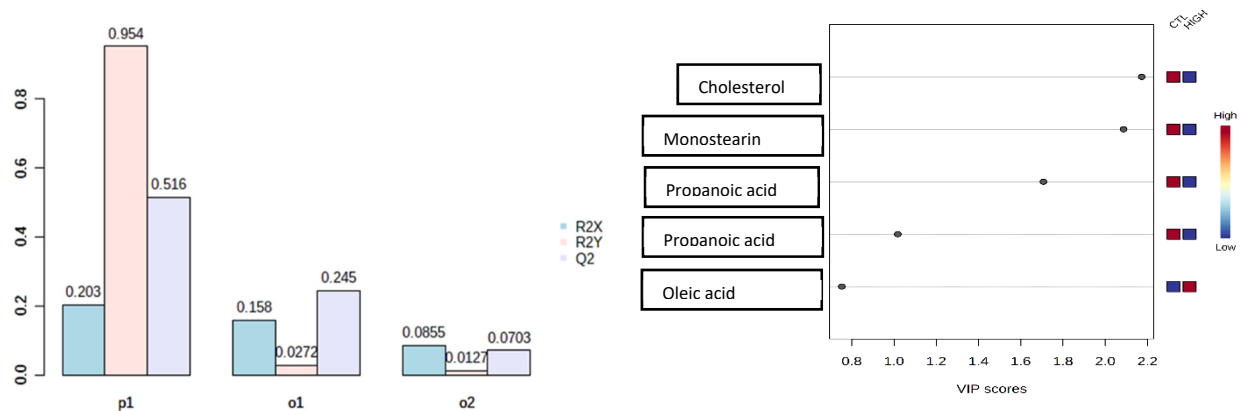 0.954
0.516
0.203
0.158
0.0272
0.245
0.0855
0.0127
0.0703
0.0
0.2
0.4
0.6
0.8
p1
o1
o2
R2X
R2Y
Q2
CTL
HIGH
Cholesterol
Monostearin
Propanoic acid
Propanoic acid
Oleic acid
High
Low
0.8 1.0 1.2 1.4 1.6 1.8 2.0 2.2
VIP scores